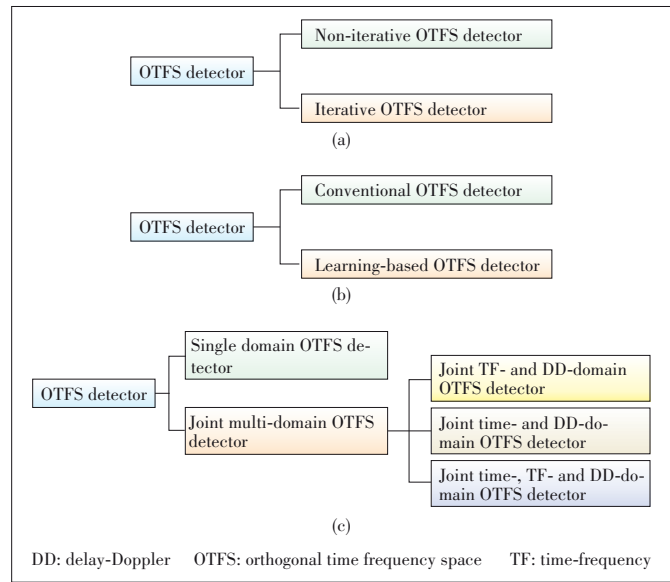 Non-iterative OTFS detector
OTFS detector
Iterative OTFS detector
(a)
Conventional OTFS detector
OTFS detector
Learning-based OTFS detector
(b)
Single domain OTFS de-
tector
OTFS detector
Joint multi-domain OTFS
detector
Joint TF- and DD-domain
OTFS detector
Joint time- and DD-do-
main OTFS detector
Joint time-, TF- and DD-do-
main OTFS detector
(c)
DD: delay-Doppler OTFS: orthogonal time frequency space TF: time-frequency